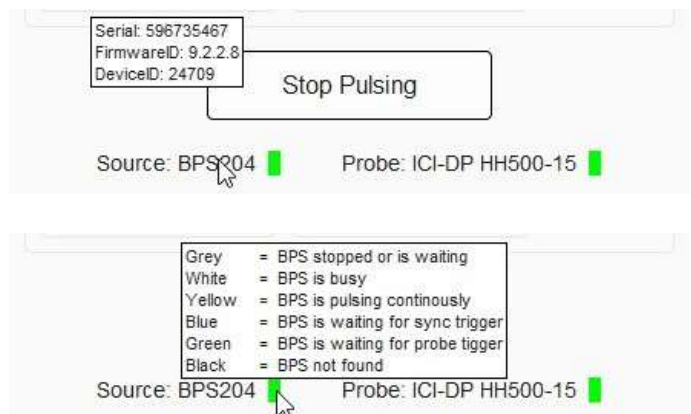 Serial: 596735467
FirmwareID: 9.2.2.8
DeviceID: 24709
Stop Pulsing
Source: BPS204 Probe: ICI-DP HH500-15
Grey = BPS stopped or is waiting
White = BPS is busy
Yellow = BPS is pulsing continously
Blue = BPS is waiting for sync trigger
Green = BPS is waiting for probe tigger
Black = BPS not found
Source: BPS204 Probe: ICI-DP HH500-15